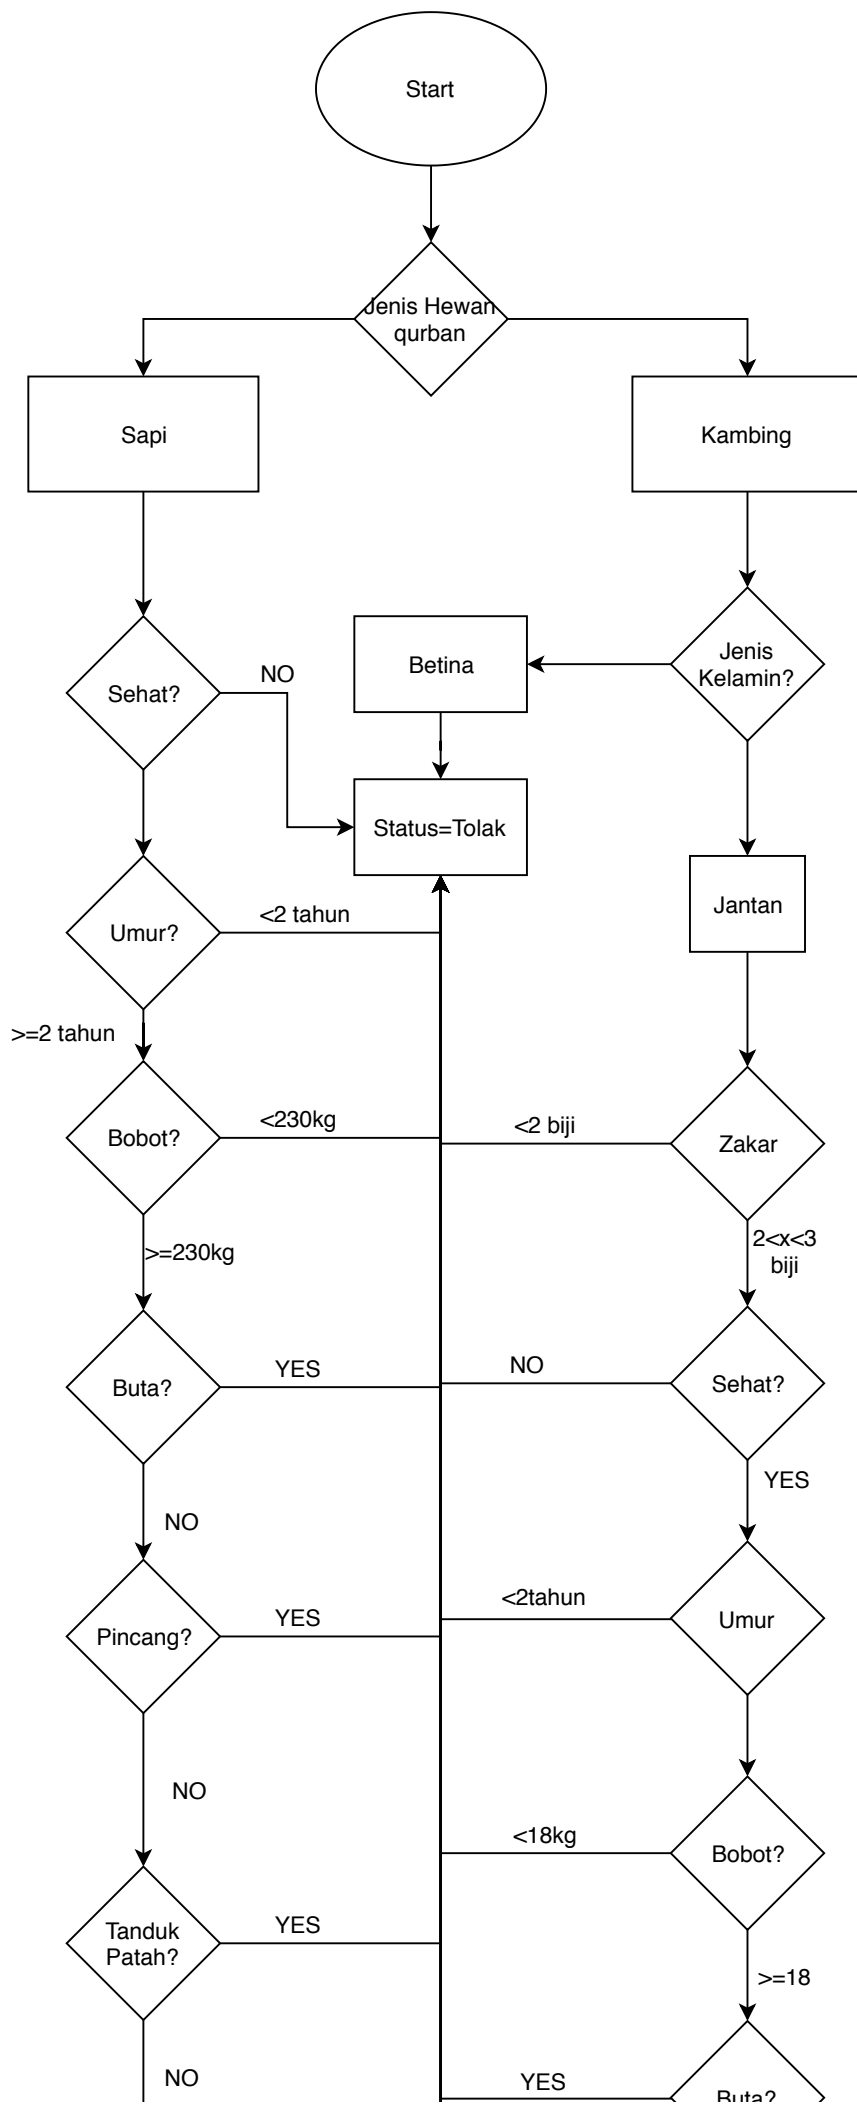 Start
Jenis Hewan
qurban
Sapi
Kambing
Sehat?
NO
Betina
Jenis
Kelamin?
Status=Tolak
Umur?
<2 tahun
Jantan
>=2 tahun
Bobot?
<230kg
<2 biji
Zakar
>=230kg
2<x<3
biji
Buta?
YES
NO
Sehat?
YES
NO
Pincang?
YES
<2tahun
Umur
NO
<18kg
Bobot?
Tanduk
Patah?
YES
>=18
NO
YES
Buta?